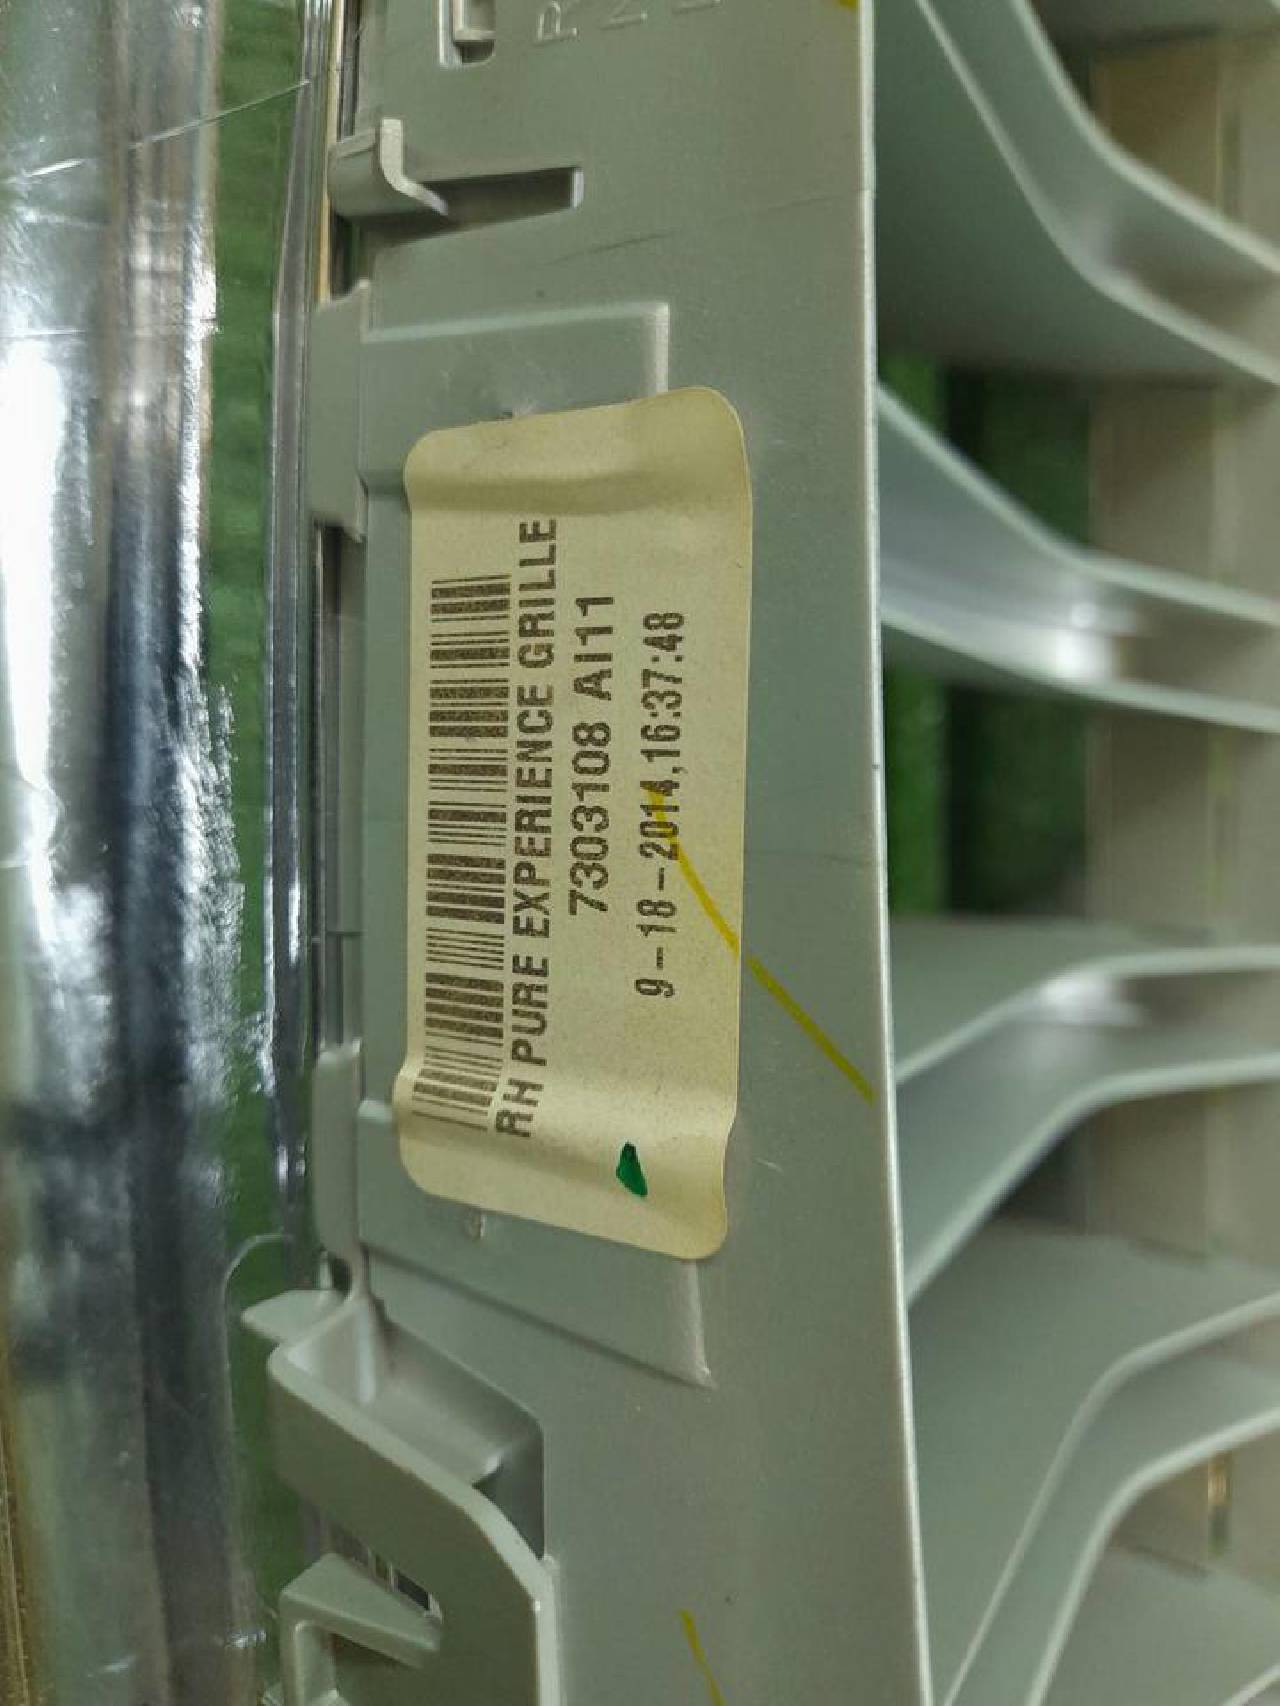 RH PURE EXPERIENCE GRILLE
7303108 AI11
9-18-2014,16:37:48